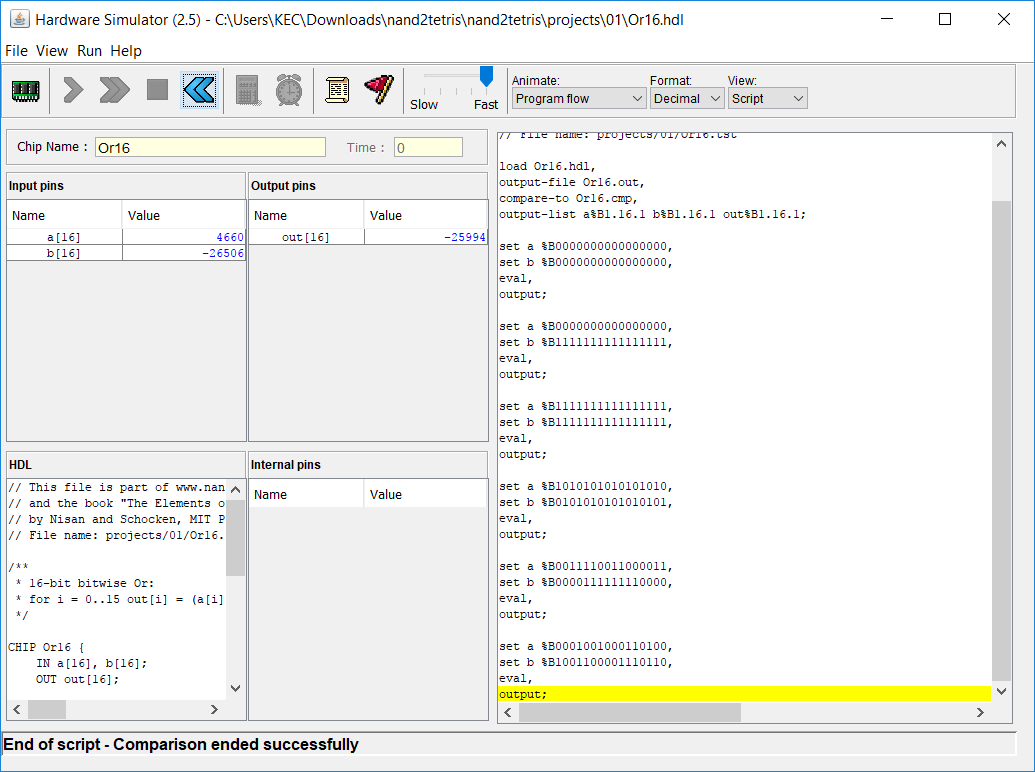 Hardware Simulator (2.5) - C:\Users\KEC\Downloads\nand2tetris\nand2tetris\projects\01\Or16.hdl
File View Run Help
Slow Fast
Animate: Format: View:
Program flow Decimal Script
Chip Name : Or16 Time : 0
Input pins
Name Value
a[16] 4660
b[16] -26506
Output pins
Name Value
out[16] -25994
HDL
// This file is part of www.nan
// and the book "The Elements o
// by Nisan and Schocken, MIT P
// File name: projects/01/Or16.
/**
* 16-bit bitwise Or:
* for i = 0..15 out[i] = (a[i]
*/
CHIP Or16 {
IN a[16], b[16];
OUT out[16];
Internal pins
Name Value
// File name: projects/01/Or16.tst
load Or16.hdl,
output-file Or16.out,
compare-to Or16.cmp,
output-list a%B1.16.1 b%B1.16.1 out%B1.16.1;
set a %B0000000000000000,
set b %B0000000000000000,
eval,
output;
set a %B0000000000000000,
set b %B1111111111111111,
eval,
output;
set a %B1111111111111111,
set b %B1111111111111111,
eval,
output;
set a %B1010101010101010,
set b %B0101010101010101,
eval,
output;
set a %B0011110011000011,
set b %B0000111111110000,
eval,
output;
set a %B0001001000110100,
set b %B1001100001110110,
eval,
output;
End of script - Comparison ended successfully